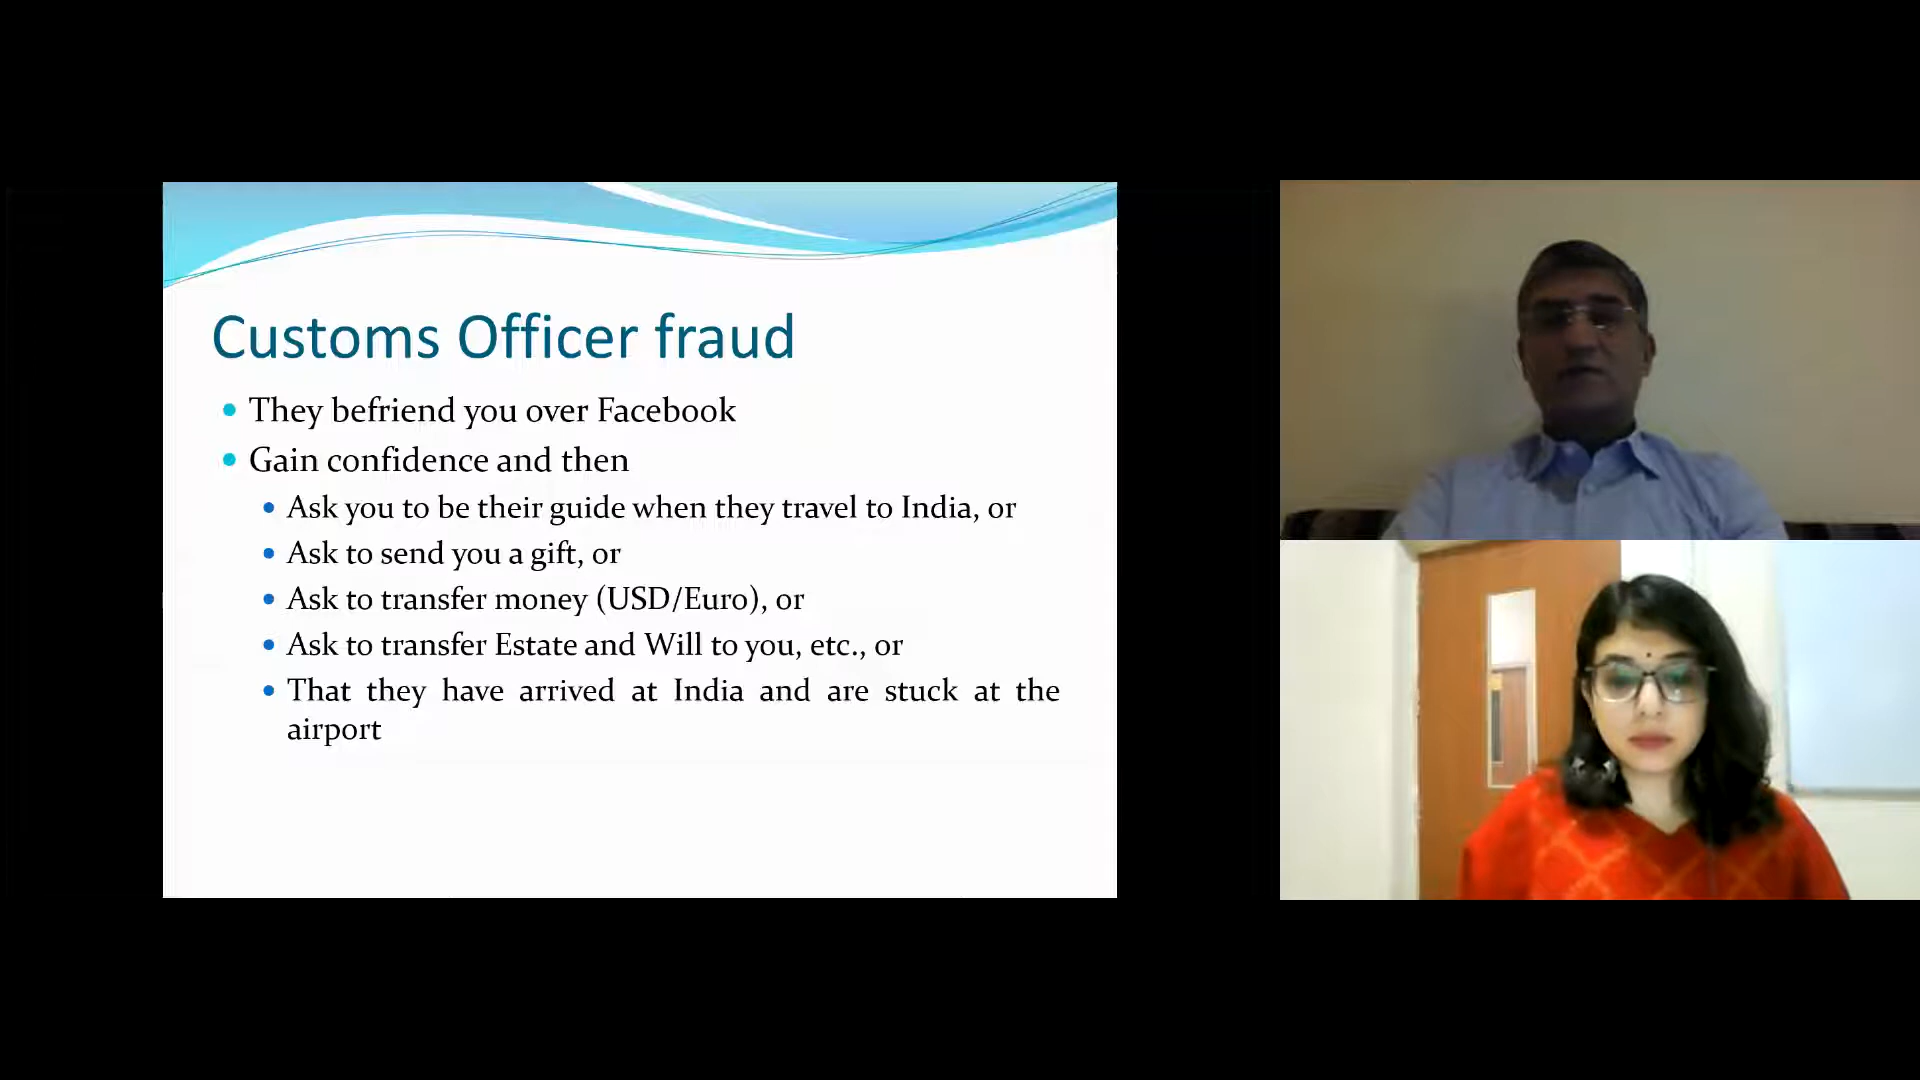 Customs Officer fraud
They befriend you over Facebook
Gain confidence and then
Ask you to be their guide when they travel to India, or
Ask to send you a gift, or
Ask to transfer money (USD/Euro), or
Ask to transfer Estate and Will to you, etc., or
That they have arrived at India and are stuck at the
airport